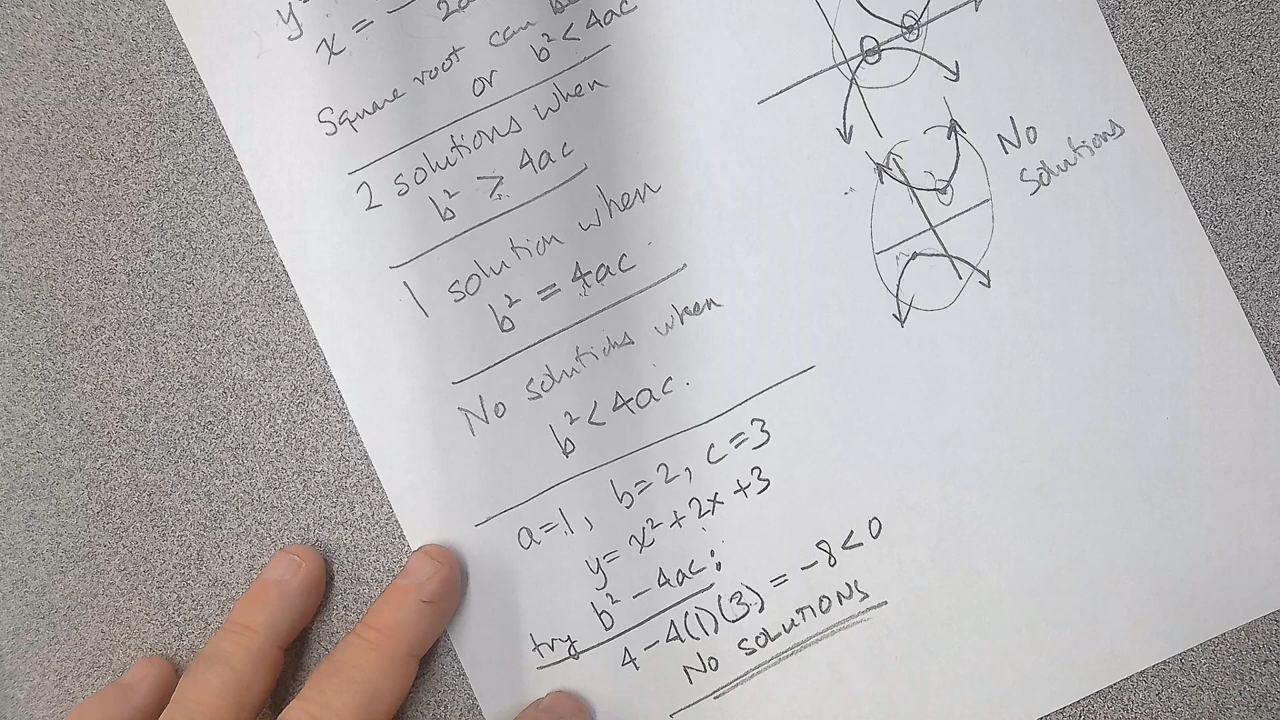 y
x =
2a
Square root can be
or b² < 4ac
2 solutions when
b² > 4ac
1 solution when
b² = 4ac
No solutions when
b² < 4ac.
a=1, b=2, c=3
y= x² + 2x + 3
try b² - 4ac:
4-4(1)(3) = -8 < 0
No SOLUTIONS
No
Solutions